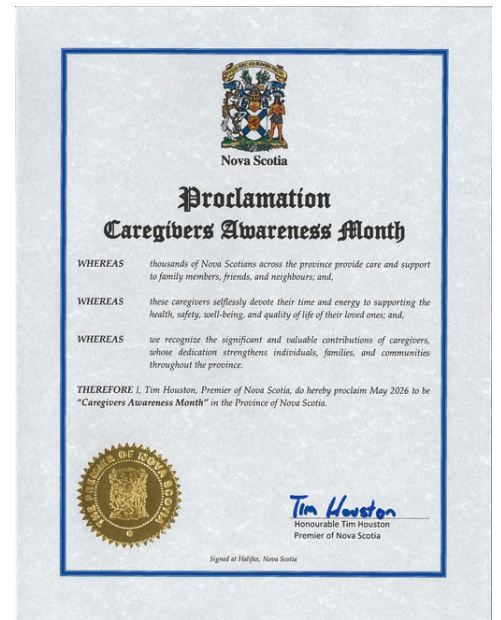 Nova Scotia
Proclamation
Caregivers Awareness Month
WHEREAS thousands of Nova Scotians across the province provide care and support
to family members, friends, and neighbours; and,
WHEREAS these caregivers selflessly devote their time and energy to supporting the
health, safety, well-being, and quality of life of their loved ones; and,
WHEREAS we recognize the significant and valuable contributions of caregivers,
whose dedication strengthens individuals, families, and communities
throughout the province.
THEREFORE I, Tim Houston, Premier of Nova Scotia, do hereby proclaim May 2026 to be
“Caregivers Awareness Month” in the Province of Nova Scotia.
THE PREMIER OF NOVA SCOTIA
Tim Houston
Honourable Tim Houston
Premier of Nova Scotia
Signed at Halifax, Nova Scotia